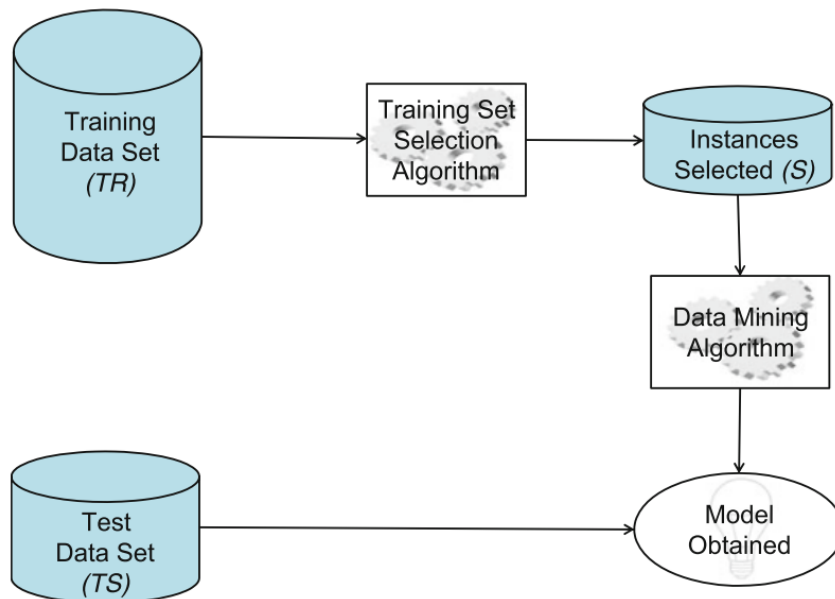 Training
Data Set
(TR)
Training Set
Selection
Algorithm
Instances
Selected (S)
Data Mining
Algorithm
Test
Data Set
(TS)
Model
Obtained